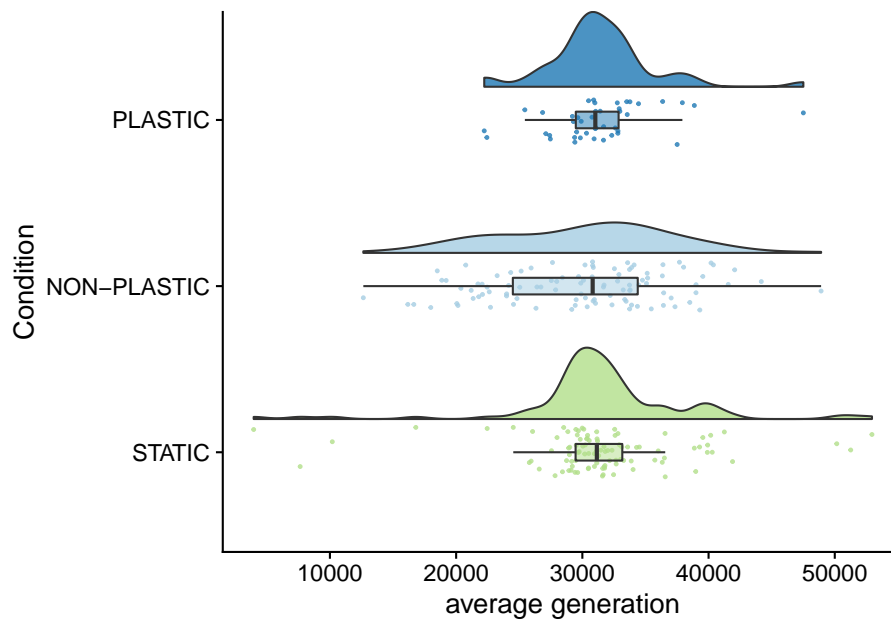 PLASTIC
NON−PLASTIC
STATIC
Condition
10000 20000 30000 40000 50000
average generation